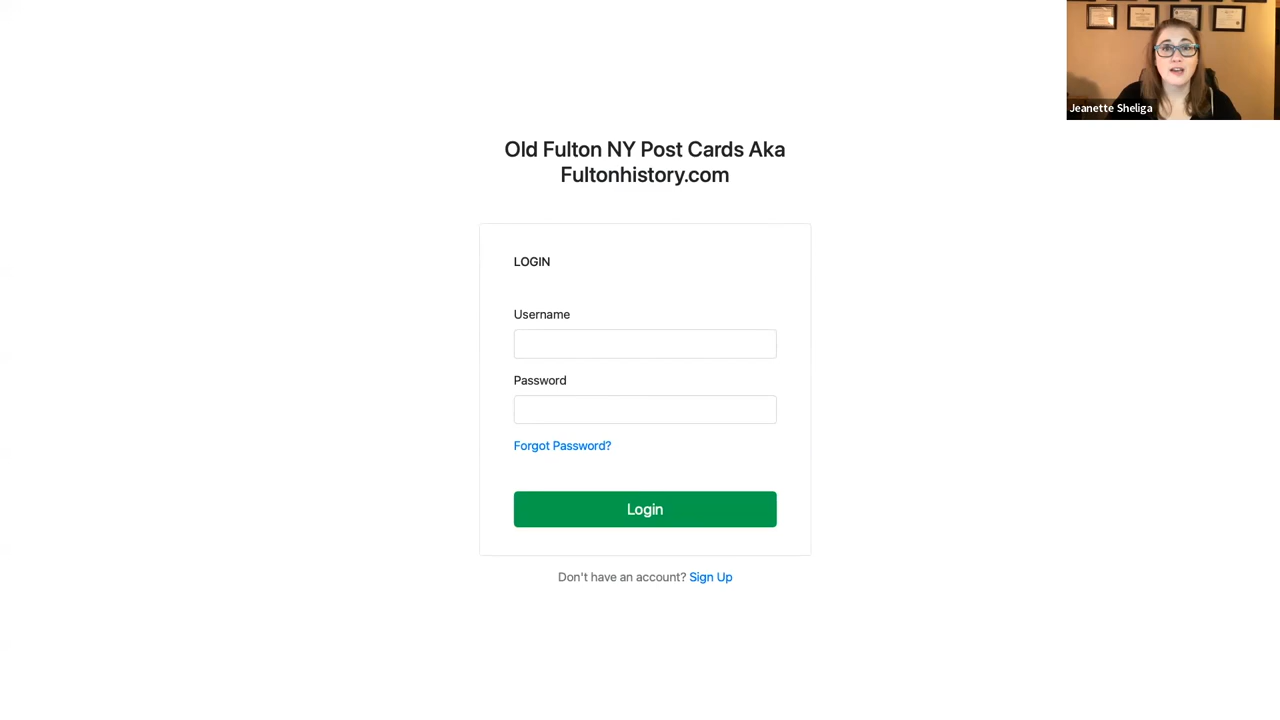 Jeanette Sheliga
Old Fulton NY Post Cards Aka
Fultonhistory.com
LOGIN
Username
Password
Forgot Password?
Login
Don't have an account? Sign Up